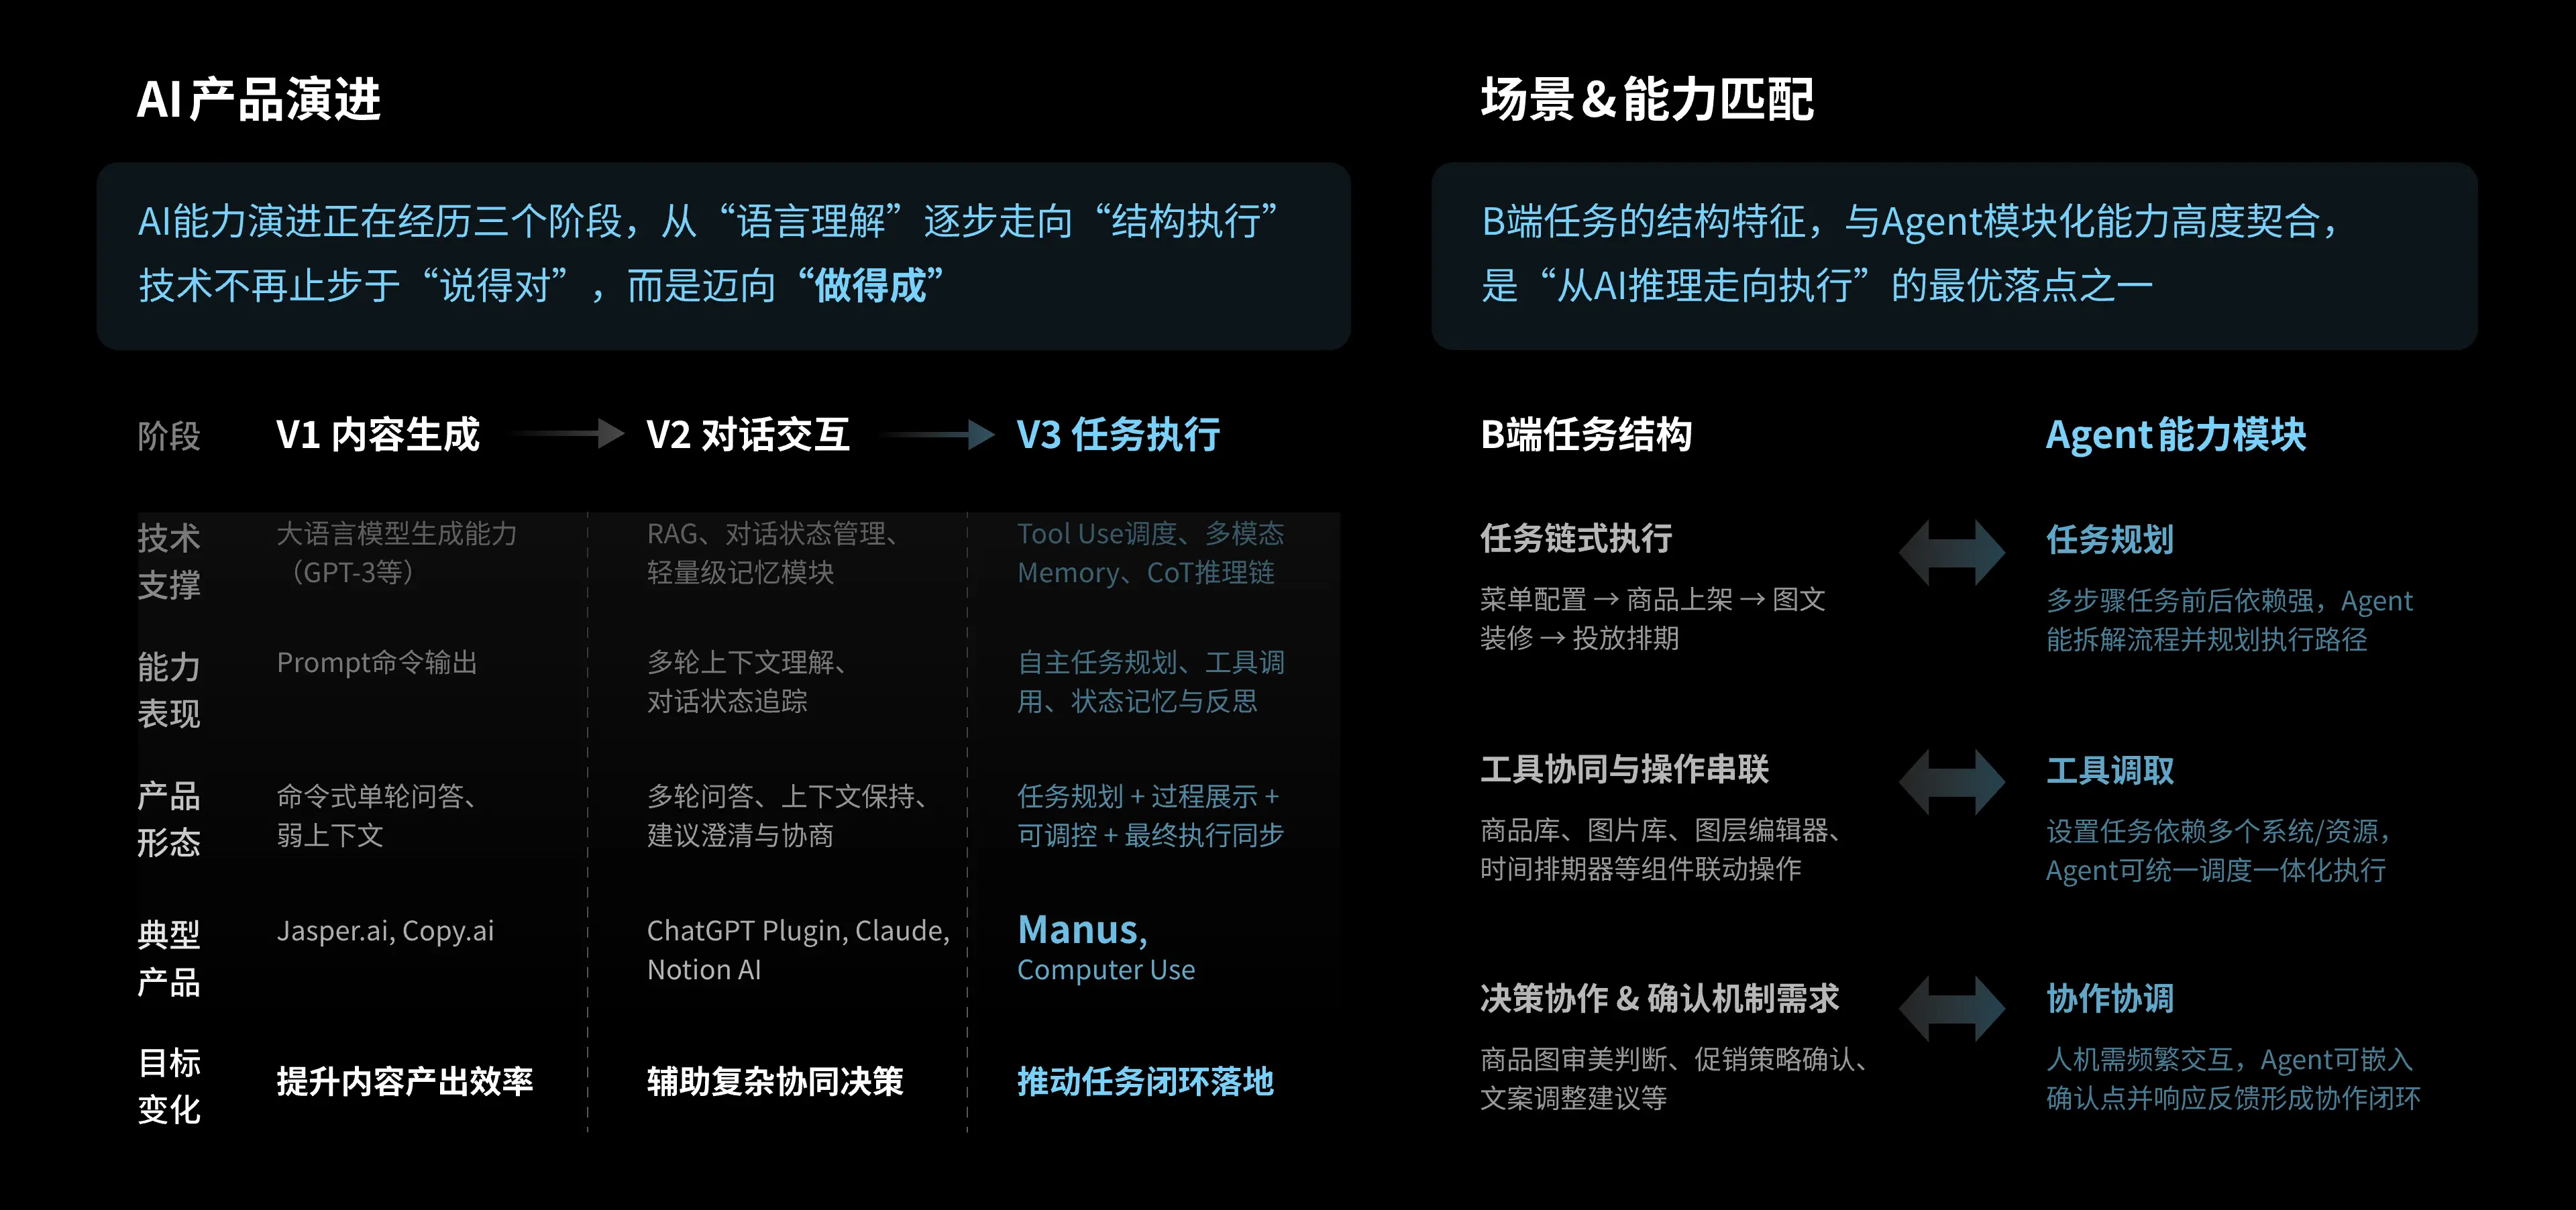 AI产品演进
AI能力演进正在经历三个阶段，从“语言理解”逐步走向“结构执行”
技术不再止步于“说得对”，而是迈向“做得成”
阶段 V1 内容生成 V2 对话交互 V3 任务执行
技术
支撑
大语言模型生成能力
（GPT-3等）
RAG、对话状态管理、
轻量级记忆模块
Tool Use调度、多模态
Memory、CoT推理链
能力
表现
Prompt命令输出
多轮上下文理解、
对话状态追踪
自主任务规划、工具调
用、状态记忆与反思
产品
形态
命令式单轮问答、
弱上下文
多轮问答、上下文保持、
建议澄清与协商
任务规划 + 过程展示 +
可调控 + 最终执行同步
典型
产品
Jasper.ai, Copy.ai
ChatGPT Plugin, Claude,
Notion AI
Manus,
Computer Use
目标
变化
提升内容产出效率
辅助复杂协同决策
推动任务闭环落地
场景&能力匹配
B端任务的结构特征，与Agent模块化能力高度契合，
是“从AI推理走向执行”的最优落点之一
B端任务结构 Agent能力模块
任务链式执行
菜单配置 → 商品上架 → 图文
装修 → 投放排期
任务规划
多步骤任务前后依赖强，Agent
能拆解流程并规划执行路径
工具协同与操作串联
商品库、图片库、图层编辑器、
时间排期器等组件联动操作
工具调取
设置任务依赖多个系统/资源，
Agent可统一调度一体化执行
决策协作 & 确认机制需求
商品图审美判断、促销策略确认、
文案调整建议等
协作协调
人机需频繁交互，Agent可嵌入
确认点并响应反馈形成协作闭环